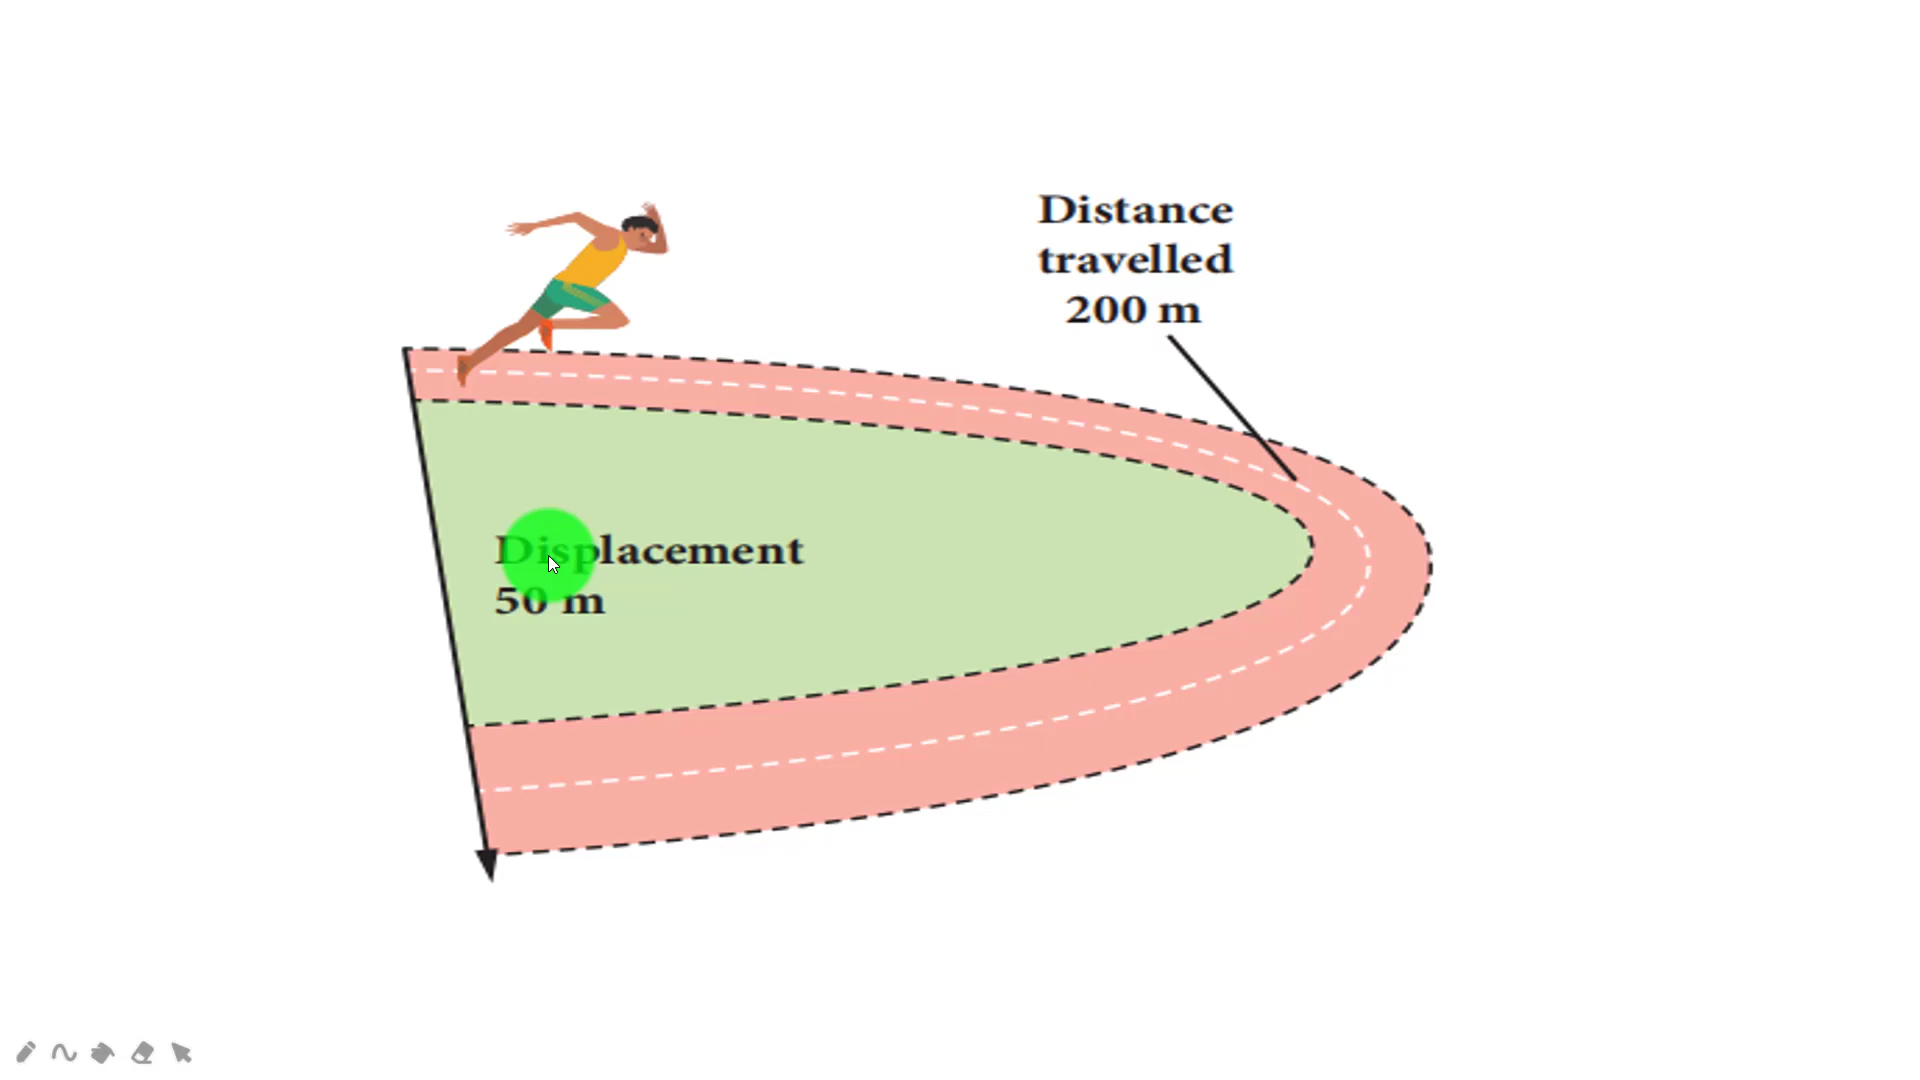 Distance
travelled
200 m
Displacement
50 m